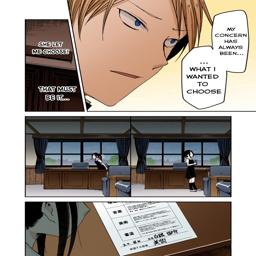 MY
CONCERN
HAS
ALWAYS
BEEN...
...
WHAT I
WANTED
TO
CHOOSE
SHE LET
ME CHOOSE!
THAT MUST
BE IT...